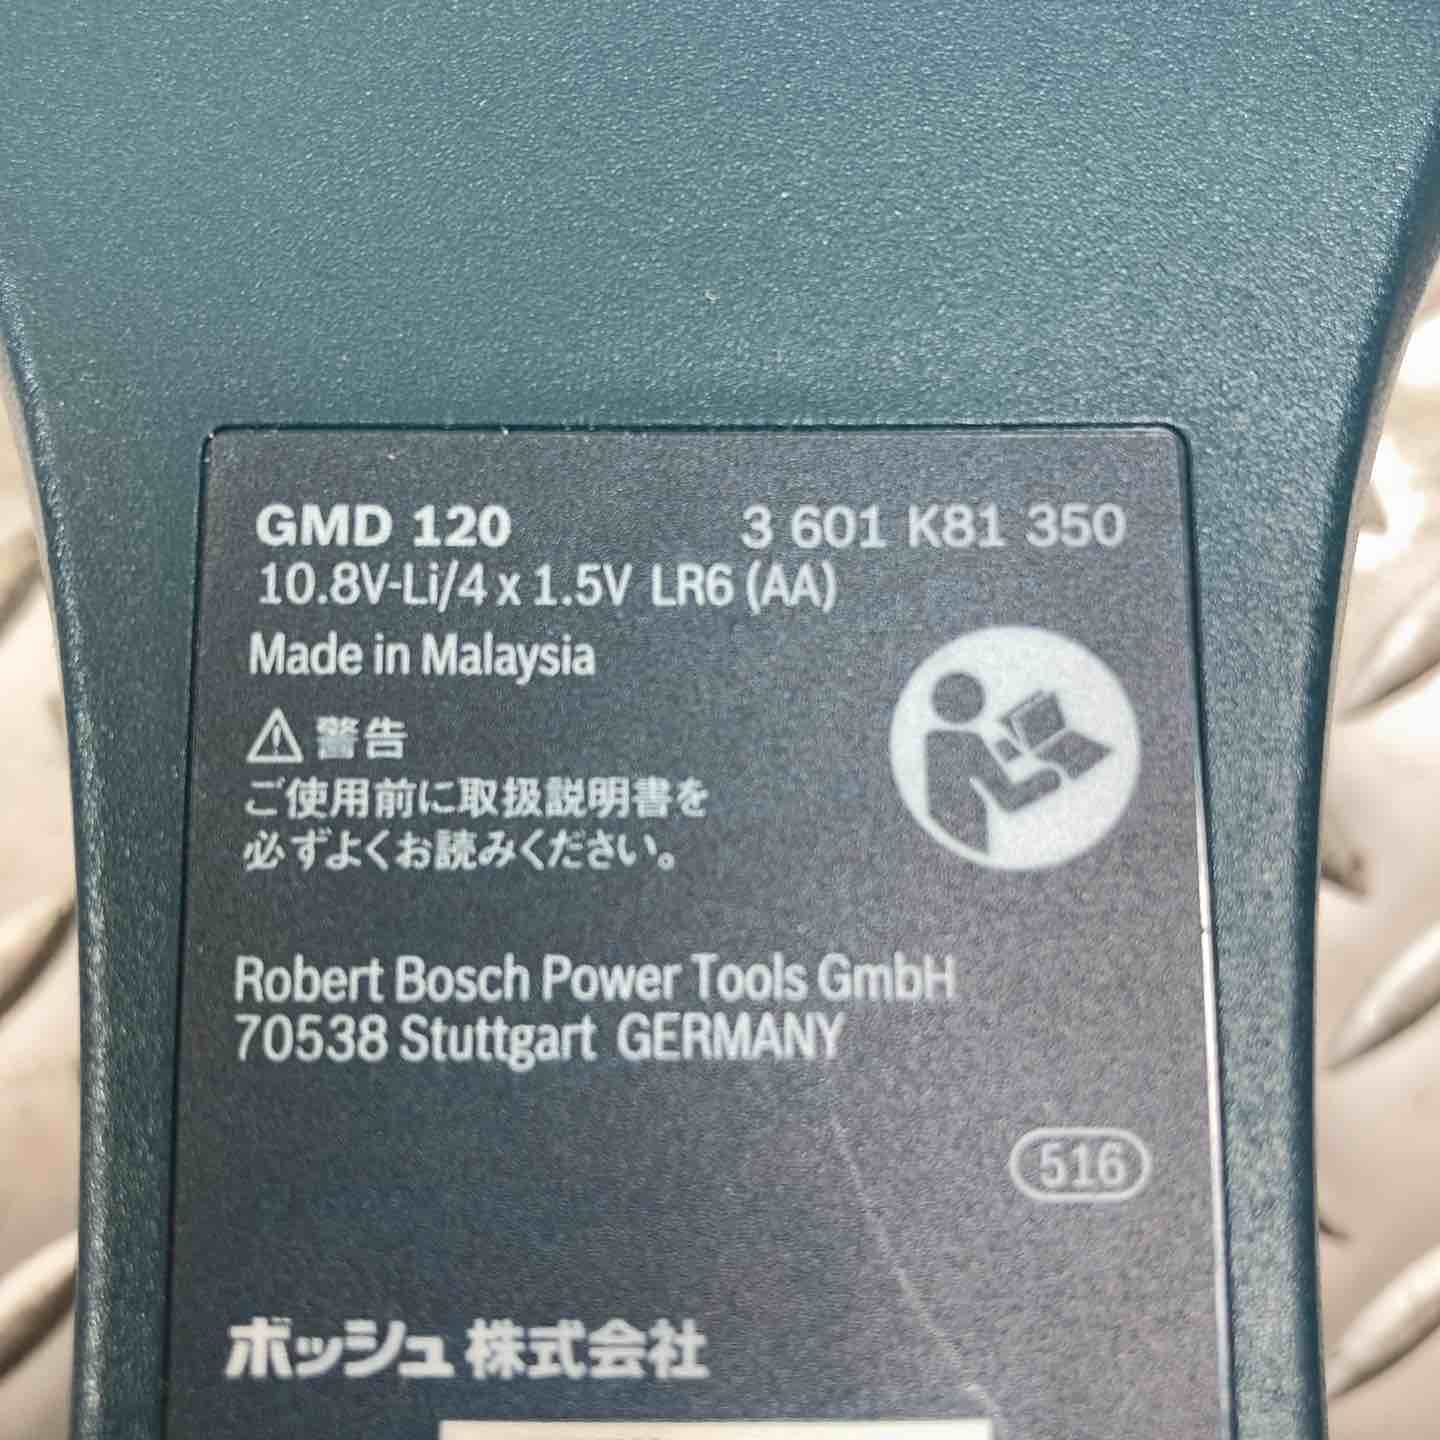 GMD 120 3 601 K81 350
10.8V-Li/4 x 1.5V LR6 (AA)
Made in Malaysia
警告
ご使用前に取扱説明書を
必ずよくお読みください。
Robert Bosch Power Tools GmbH
70538 Stuttgart GERMANY
516
ボッシュ株式会社